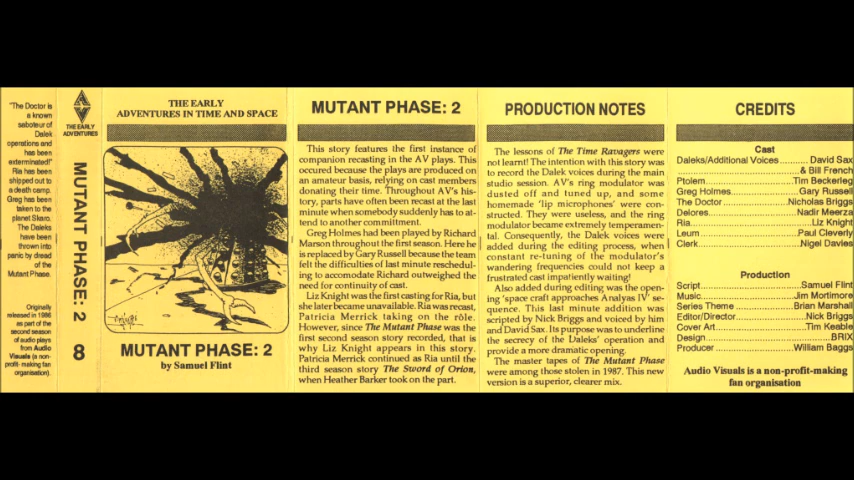 "The Doctor is
a known
saboteur of
Dalek
operations and
has been
exterminated!"
Ria has been
shipped out to
a death camp.
Greg has been
taken to the
planet Skaro.
The Daleks
have been
thrown into
panic by dread
of the
Mutant Phase.
Originally
released in 1986
as part of the
second season
of audio plays
from Audio
Visuals (a non-
profit- making fan
organisation).
THE EARLY
ADVENTURES
MUTANT PHASE: 2
8
THE EARLY
ADVENTURES IN TIME AND SPACE
MUTANT PHASE: 2
by Samuel Flint
MUTANT PHASE: 2
This story features the first instance of
companion recasting in the AV plays. This
occured because the plays are produced on
an amateur basis, relying on cast members
donating their time. Throughout AV's his-
tory, parts have often been recast at the last
minute when somebody suddenly has to at-
tend to another committment.
Greg Holmes had been played by Richard
Marson throughout the first season. Here he
is replaced by Gary Russell because the team
felt the difficulties of last minute reschedul-
ing to accomodate Richard outweighed the
need for continuity of cast.
Liz Knight was the first casting for Ria, but
she later became unavailable. Ria was recast,
Patricia Merrick taking on the rôle.
However, since The Mutant Phase was the
first second season story recorded, that is
why Liz Knight appears in this story.
Patricia Merrick continued as Ria until the
third season story The Sword of Orion,
when Heather Barker took on the part.
PRODUCTION NOTES
The lessons of The Time Ravagers were
not learnt! The intention with this story was
to record the Dalek voices during the main
studio session. AV's ring modulator was
dusted off and tuned up, and some
homemade 'lip microphones' were con-
structed. They were useless, and the ring
modulator became extremely temperamen-
tal. Consequently, the Dalek voices were
added during the editing process, when
constant re-tuning of the modulator's
wandering frequencies could not keep a
frustrated cast impatiently waiting!
Also added during editing was the open-
ing 'space craft approaches Analyas IV' se-
quence. This last minute addition was
scripted by Nick Briggs and voiced by him
and David Sax. Its purpose was to underline
the secrecy of the Daleks' operation and
provide a more dramatic opening.
The master tapes of The Mutant Phase
were among those stolen in 1987. This new
version is a superior, clearer mix.
CREDITS
Cast
Daleks/Additional Voices...........David Sax
& Bill French
Ptolem.......................Tim Beckerleg
Greg Holmes.......................Gary Russell
The Doctor.......................Nicholas Briggs
Delores.......................Nadir Meerza
Ria.......................Liz Knight
Leum.......................Paul Cleverly
Clerk.......................Nigel Davies
Production
Script.......................Samuel Flint
Music.......................Jim Mortimore
Series Theme.......................Brian Marshall
Editor/Director.......................Nick Briggs
Cover Art.......................Tim Keable
Design.......................BRIX
Producer.......................William Baggs
Audio Visuals is a non-profit-making
fan organisation